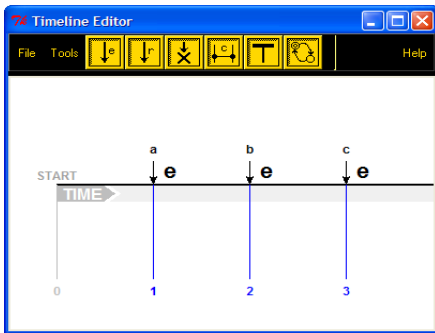 Timeline Editor
File Tools e r c Help
a b c
START e e e
TIME
0 1 2 3